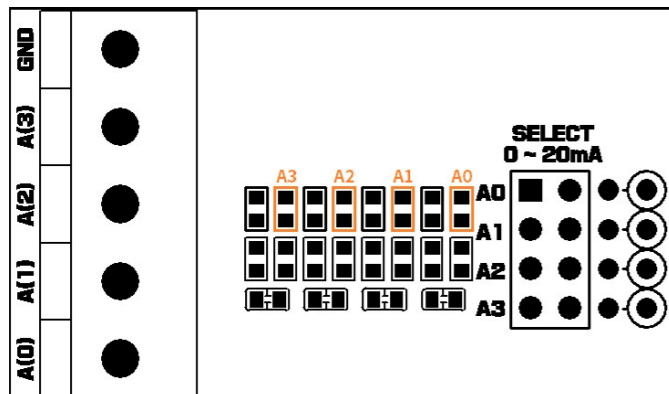 GND
A(3)
A(2)
A(1)
A(0)
A3 A2 A1 A0
SELECT
0 ~ 20mA
A0
A1
A2
A3